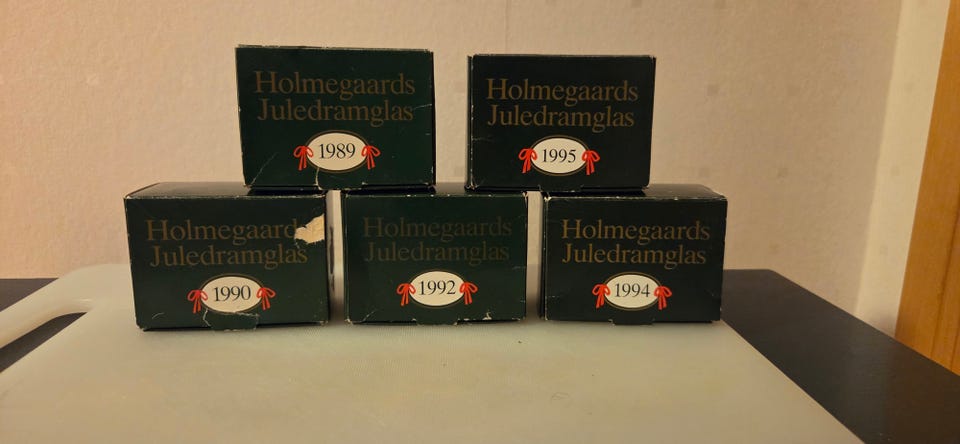 Holmegaards
Juledramglas
1989
Holmegaards
Juledramglas
1995
Holmegaards
Juledramglas
1990
Holmegaards
Juledramglas
1992
Holmegaards
Juledramglas
1994